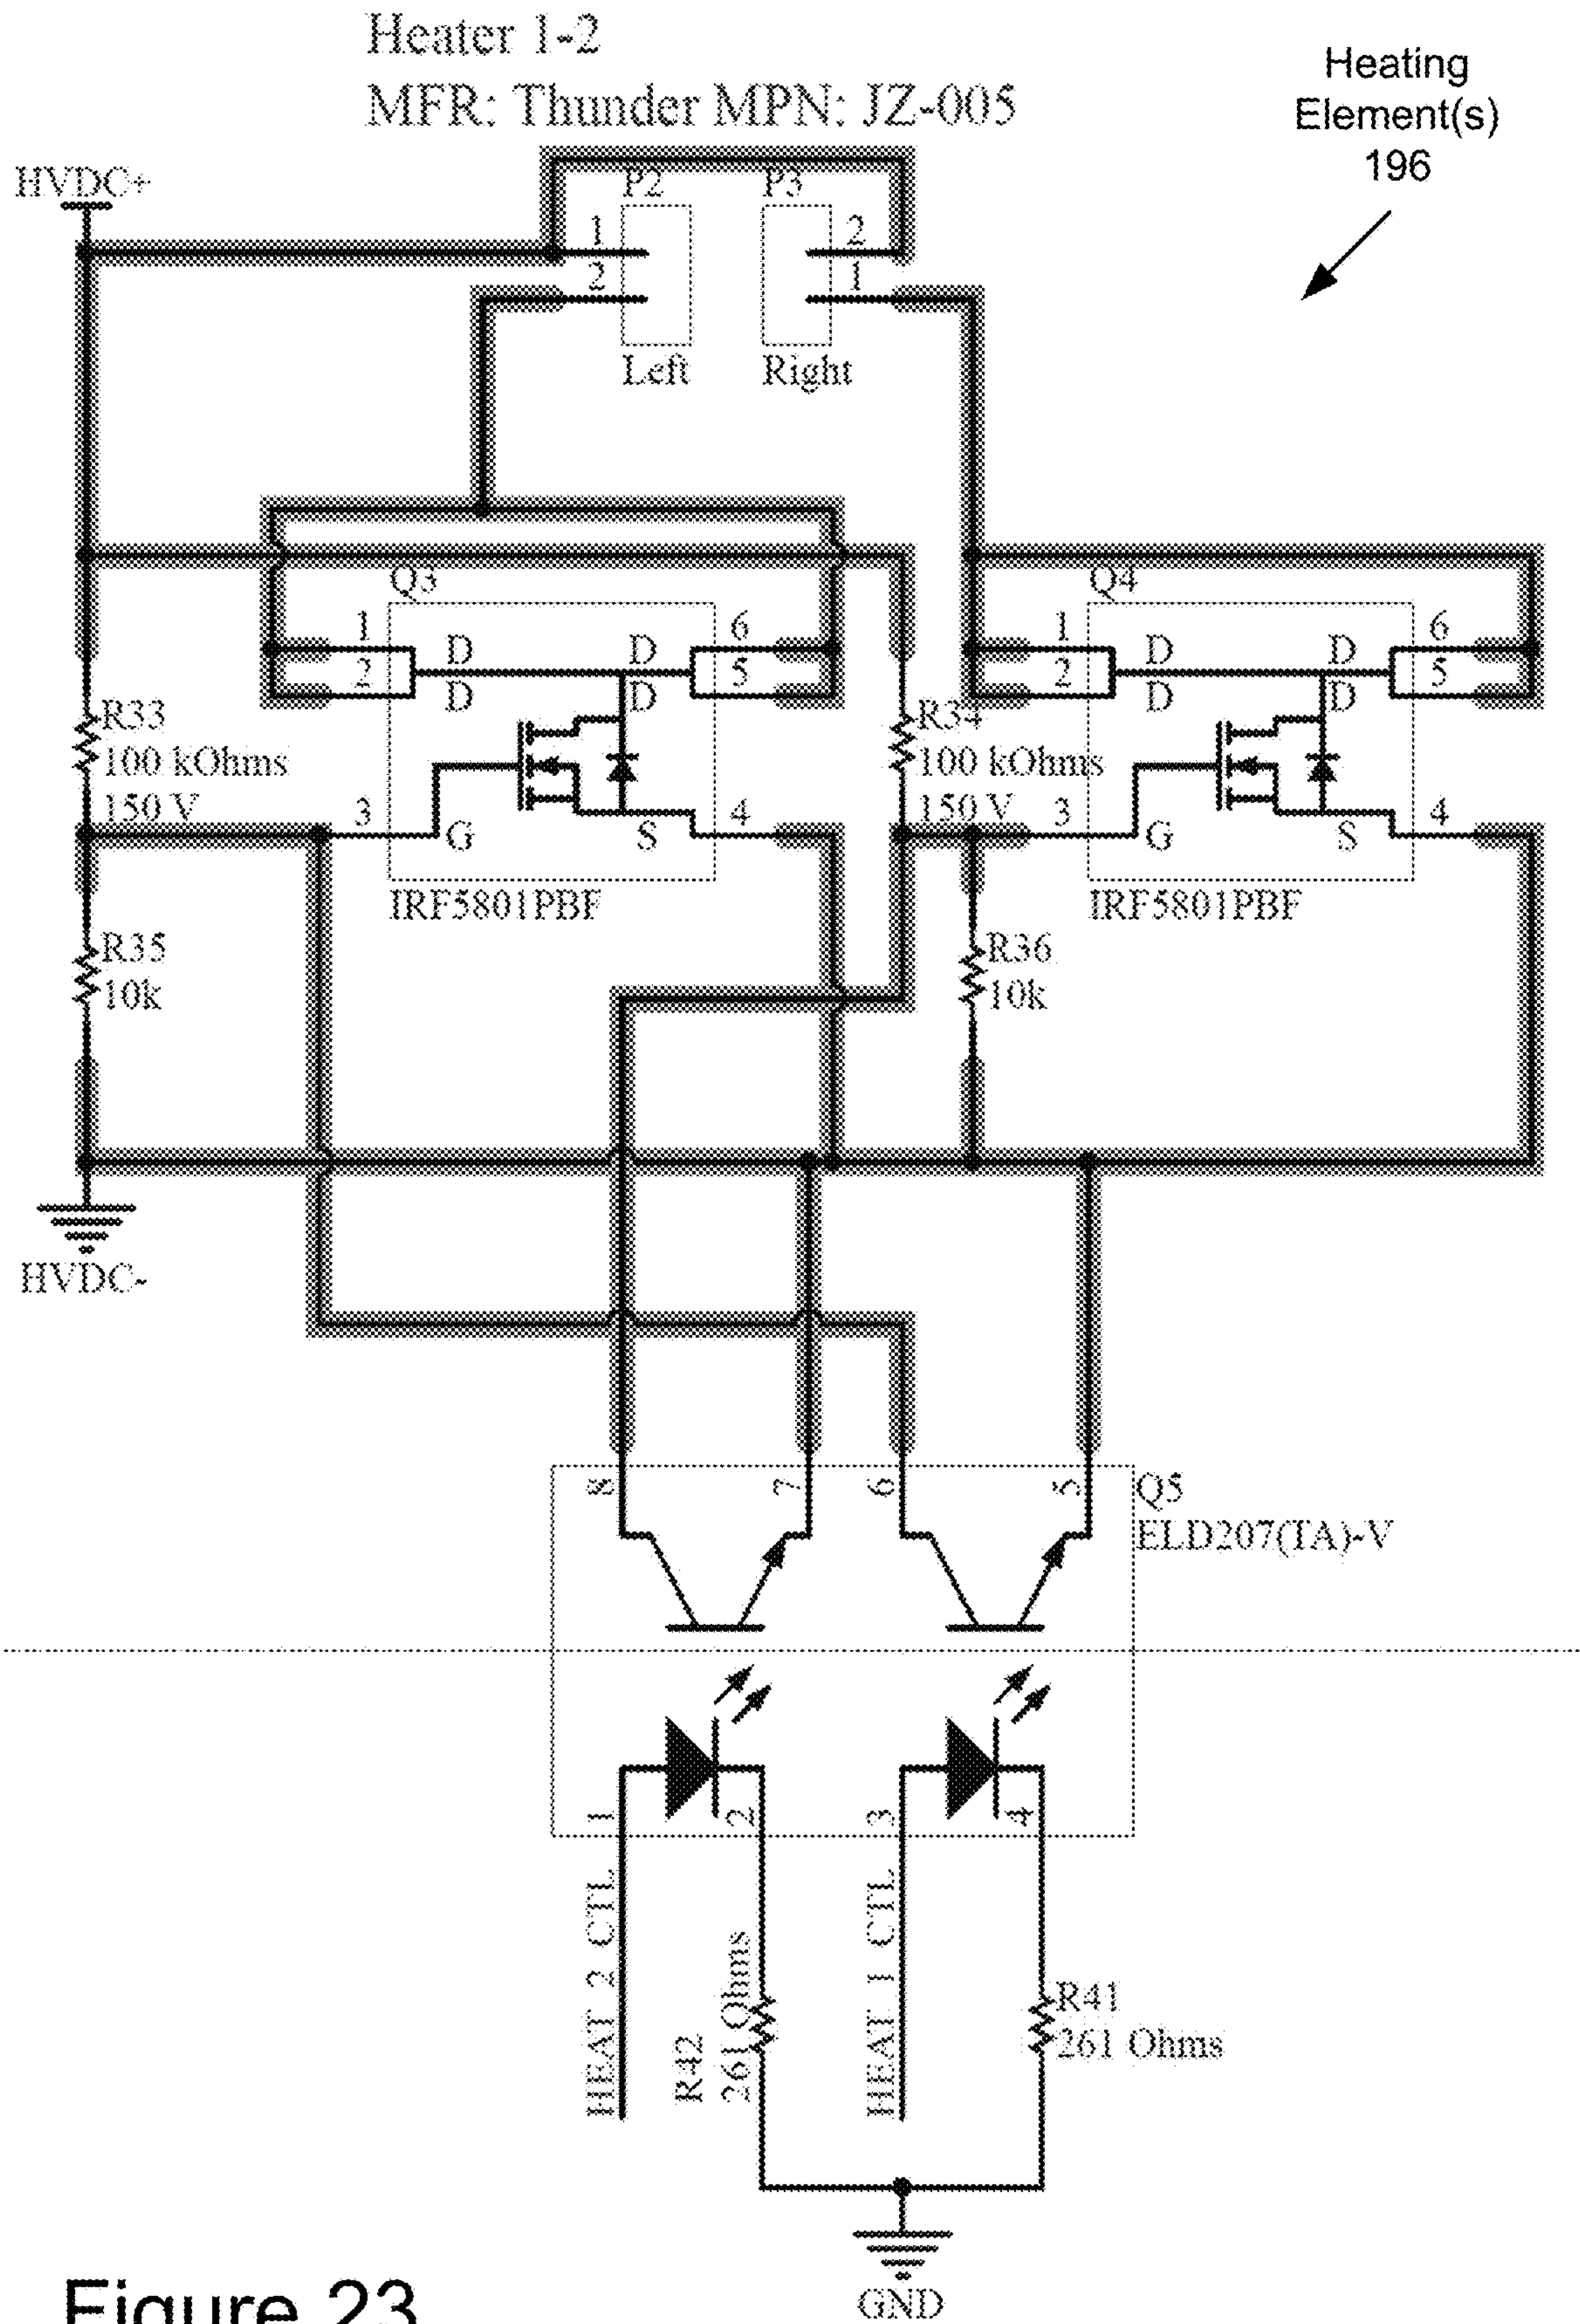 Heater 1-2
MFR: Thunder MPN: JZ-005
Heating
Element(s)
196
HVDC+
P2
P3
1
2
2
1
Left
Right
Q3
Q4
1
2
D
D
D
D
6
5
1
2
D
D
D
D
6
5
R33
100 kOhms
150 V
R34
100 kOhms
150 V
3
G
S
4
3
G
S
4
IRF5801PBF
IRF5801PBF
R35
10k
R36
10k
HVDC-
8
7
6
5
Q5
ELD207(TA)-V
1
2
3
4
HEAT 2 CTL
R42
261 Ohms
HEAT 1 CTL
R41
261 Ohms
GND
Figure 23